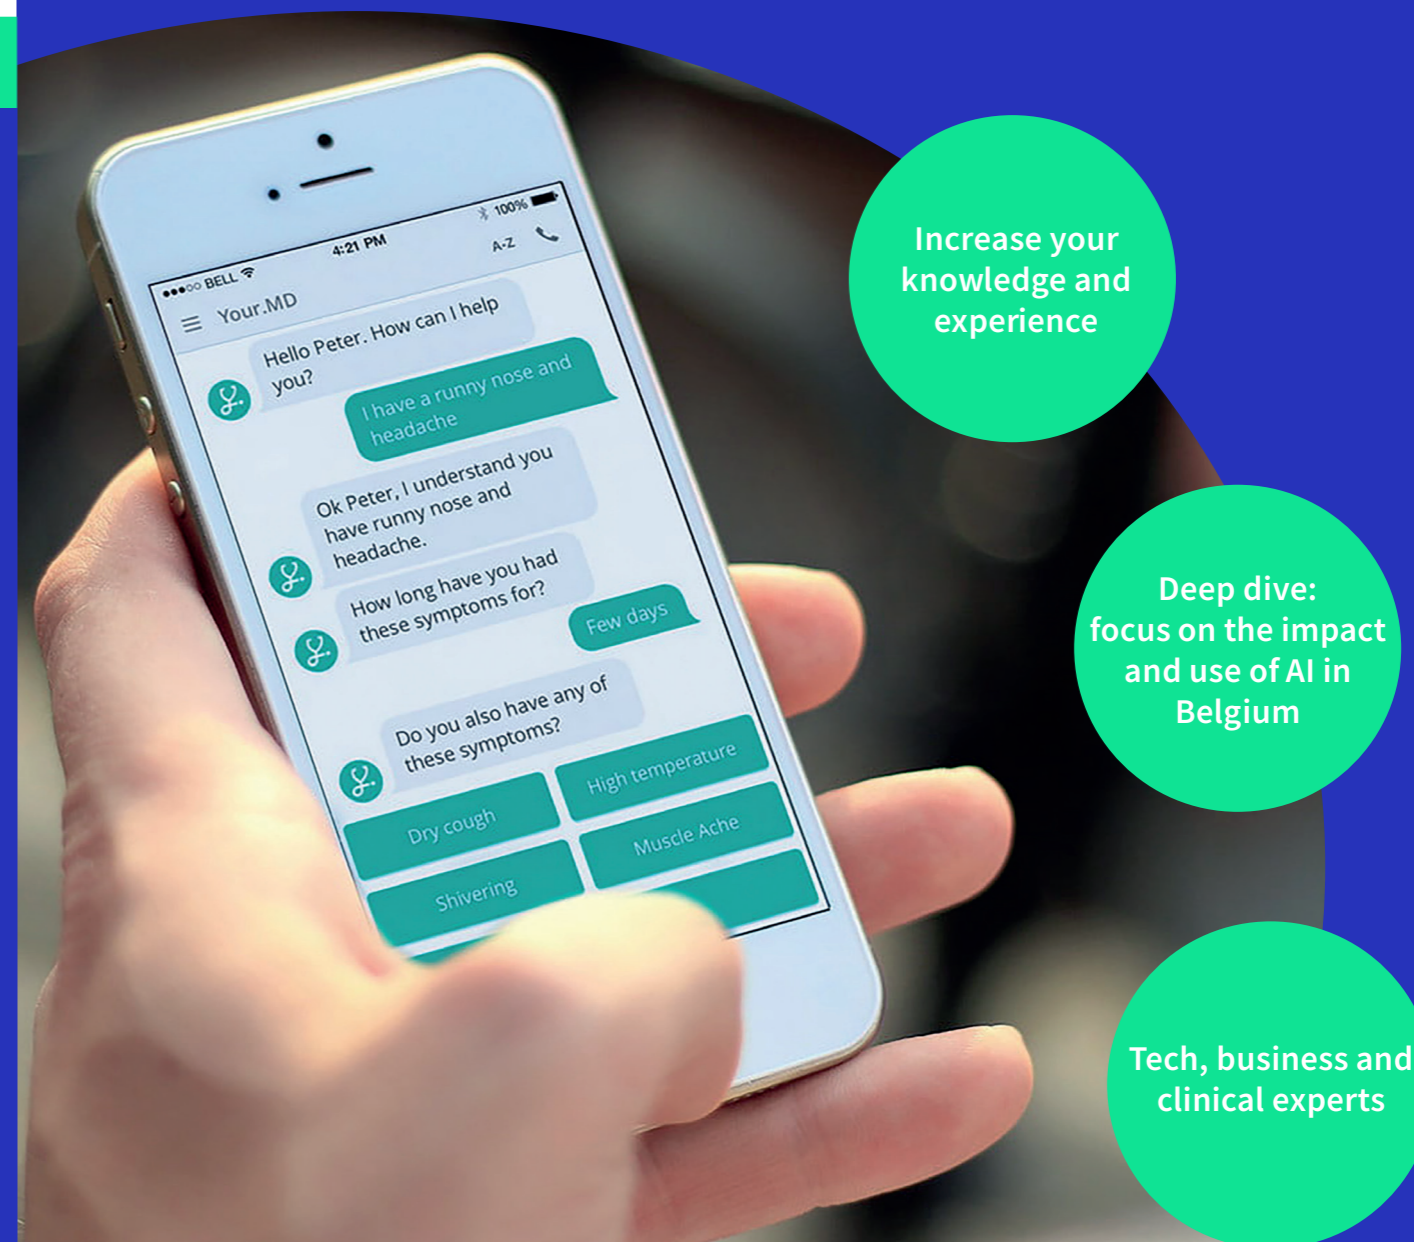 BELL
4:21 PM
100%
Your.MD
A-Z
Hello Peter. How can I help
you?
I have a runny nose and
headache
Ok Peter, I understand you
have runny nose and
headache.
How long have you had
these symptoms for?
Few days
Do you also have any of
these symptoms?
Dry cough
High temperature
Shivering
Muscle Ache
Increase your
knowledge and
experience
Deep dive:
focus on the impact
and use of AI in
Belgium
Tech, business and
clinical experts